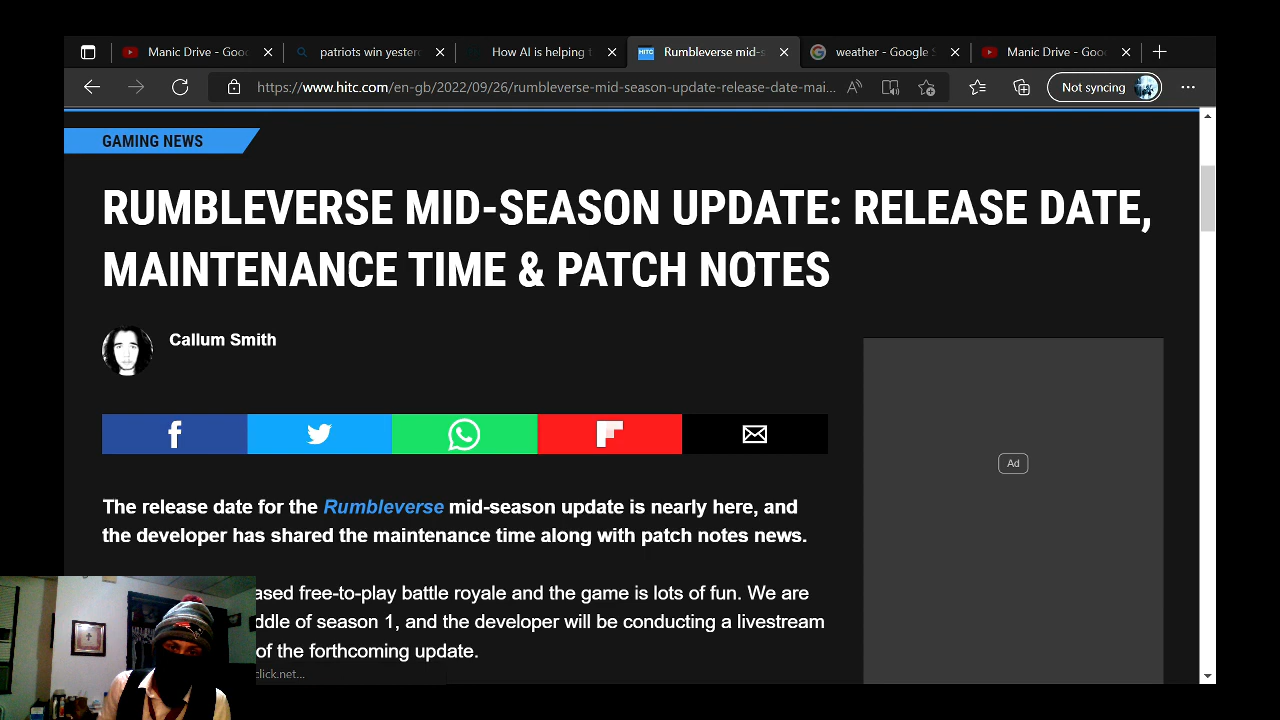 Manic Drive - Goo
patriots win yester
How AI is helping t
HITC
Rumbleverse mid-s
weather - Google S
Manic Drive - Goo
https://www.hitc.com/en-gb/2022/09/26/rumbleverse-mid-season-update-release-date-mai...
Not syncing
GAMING NEWS
RUMBLEVERSE MID-SEASON UPDATE: RELEASE DATE,
MAINTENANCE TIME & PATCH NOTES
Callum Smith
Ad
The release date for the Rumbleverse mid-season update is nearly here, and
the developer has shared the maintenance time along with patch notes news.
ased free-to-play battle royale and the game is lots of fun. We are
ddle of season 1, and the developer will be conducting a livestream
of the forthcoming update.
click.net...